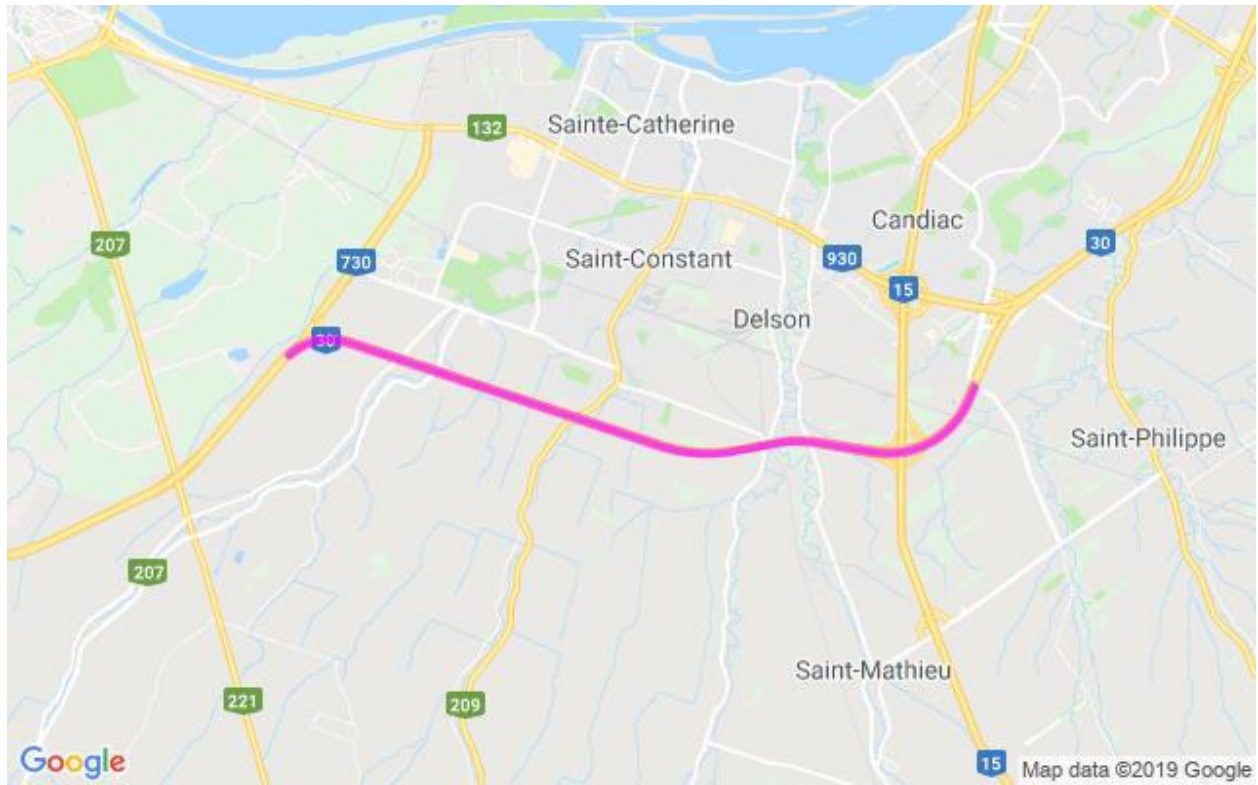 132
Sainte-Catherine
207
Candiac
30
730
Saint-Constant
930
15
Delson
30
Saint-Philippe
207
Saint-Mathieu
221
209
15
Google
Map data ©2019 Google